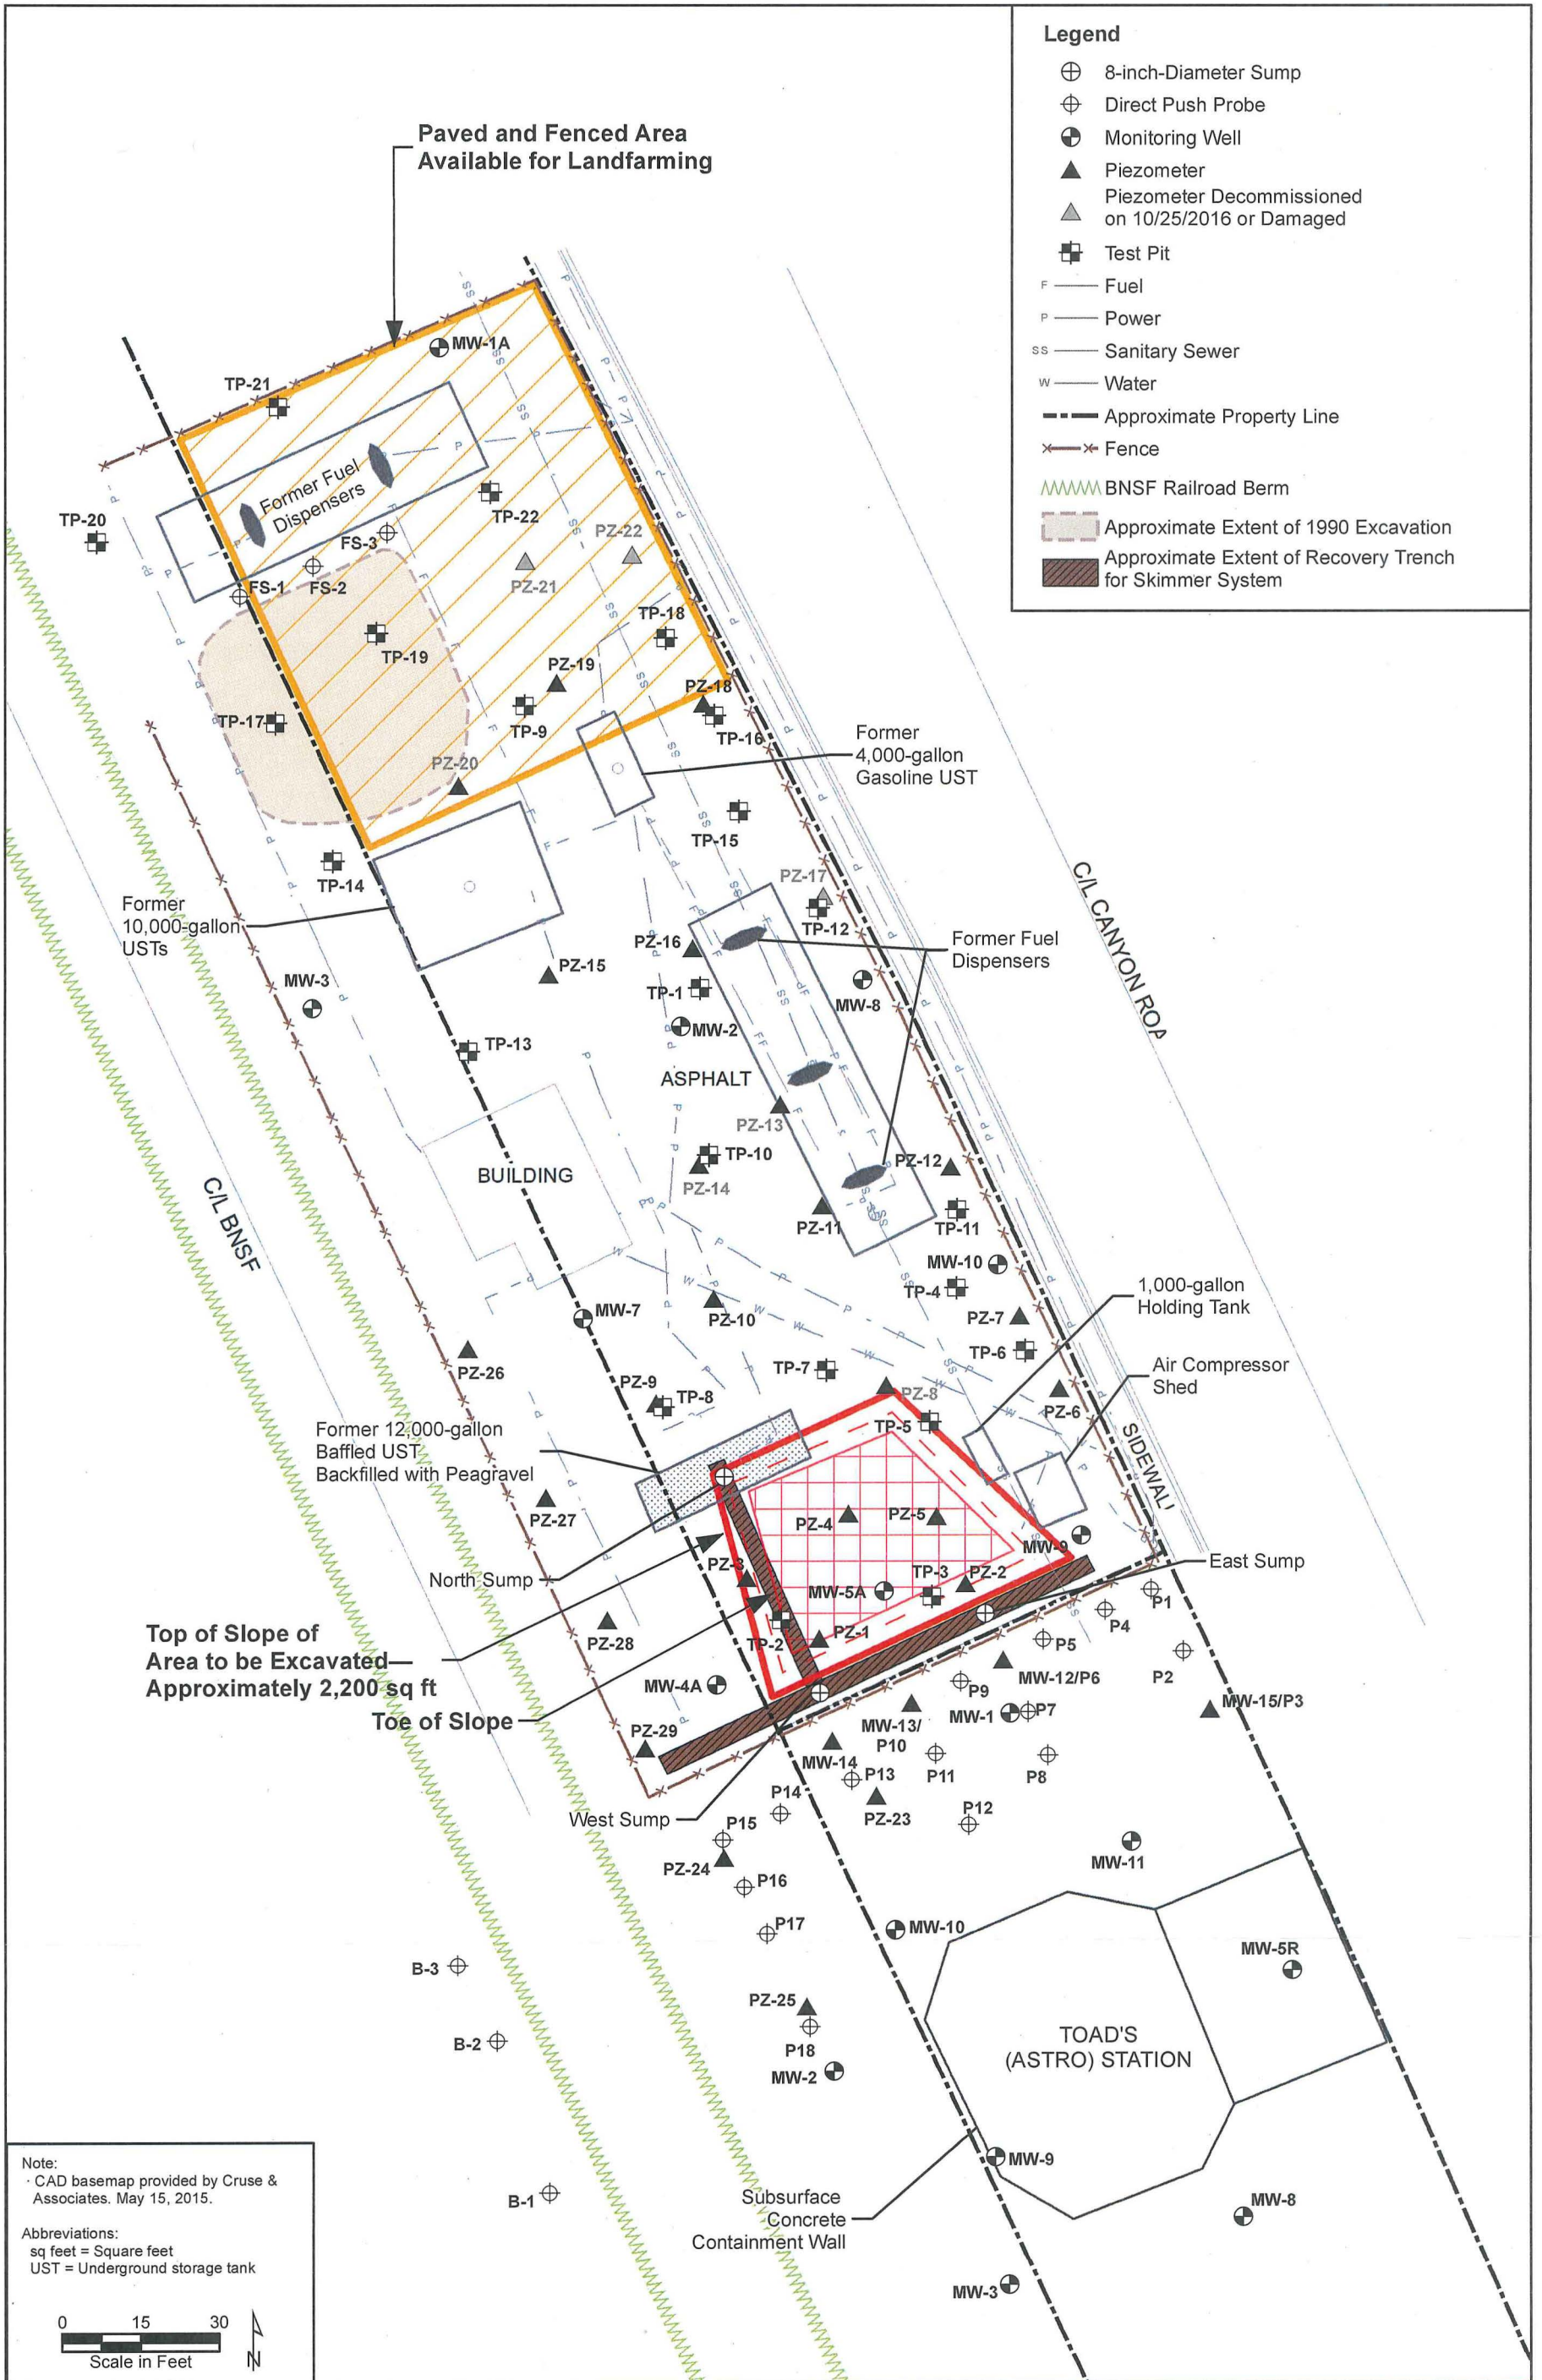 Legend
8-inch-Diameter Sump
Direct Push Probe
Monitoring Well
Piezometer
Piezometer Decommissioned
on 10/25/2016 or Damaged
Test Pit
F Fuel
P Power
SS Sanitary Sewer
W Water
Approximate Property Line
Fence
BNSF Railroad Berm
Approximate Extent of 1990 Excavation
Approximate Extent of Recovery Trench
for Skimmer System
Paved and Fenced Area
Available for Landfarming
MW-1A
TP-21
Former Fuel
Dispensers
TP-22
TP-20
FS-3
PZ-22
FS-1
FS-2
PZ-21
TP-18
TP-19
PZ-19
PZ-18
TP-17
TP-9
TP-16
Former
4,000-gallon
Gasoline UST
PZ-20
TP-15
TP-14
PZ-17
C/L CANYON ROA
Former
10,000-gallon
USTs
TP-12
PZ-16
Former Fuel
Dispensers
PZ-15
MW-3
TP-1
MW-8
MW-2
TP-13
ASPHALT
PZ-13
TP-10
PZ-12
BUILDING
PZ-14
C/L BNSF
PZ-11
TP-11
MW-10
TP-4
1,000-gallon
Holding Tank
MW-7
PZ-10
PZ-7
TP-6
PZ-26
TP-7
Air Compressor
Shed
PZ-9
TP-8
PZ-8
PZ-6
TP-5
SIDEWAL
Former 12,000-gallon
Baffled UST
Backfilled with Peagravel
PZ-27
PZ-4
PZ-5
MW-9
East Sump
North Sump
PZ-3
MW-5A
TP-3
PZ-2
P1
P4
Top of Slope of
Area to be Excavated—
Approximately 2,200 sq ft
PZ-28
TP-2
PZ-1
P5
P2
MW-4A
P9
MW-12/P6
Toe of Slope
MW-15/P3
PZ-29
MW-13/
P10
MW-1
P7
MW-14
P13
P11
P8
P14
West Sump
PZ-23
P12
P15
PZ-24
MW-11
P16
P17
MW-10
B-3
MW-5R
PZ-25
B-2
P18
TOAD'S
(ASTRO) STATION
MW-2
MW-9
B-1
Subsurface
Concrete
Containment Wall
MW-8
MW-3
Note:
· CAD basemap provided by Cruse &
Associates. May 15, 2015.
Abbreviations:
sq feet = Square feet
UST = Underground storage tank
0 15 30
Scale in Feet
N